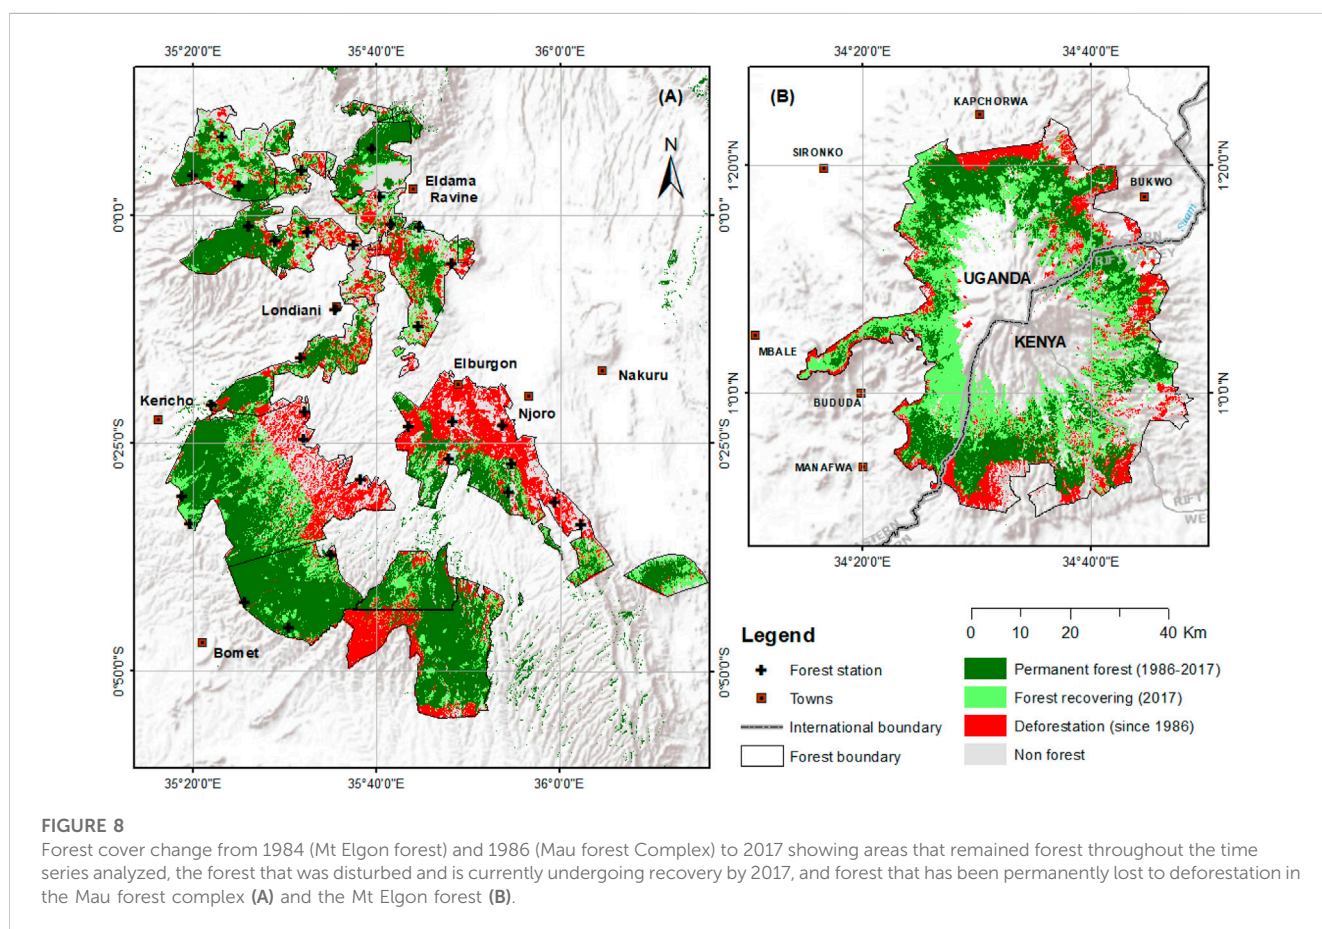 35°20'0"E 35°40'0"E 36°0'0"E
34°20'0"E 34°40'0"E
(A)
N
Eldama
Ravine
0°0'0"
0°0'0"
Londiani
Elburgon
Nakuru
Kericho
Njoro
0°25'0"S
0°25'0"S
Bomet
0°50'0"S
0°50'0"S
35°20'0"E 35°40'0"E 36°0'0"E
(B)
KAPCHORWA
SIRONKO
1°20'0"N
BUKWO
Suam
UGANDA
KENYA
MBALE
BUDUDA
1°0'0"N
MANAFWA
34°20'0"E 34°40'0"E
Legend
Forest station
Towns
International boundary
Forest boundary
0 10 20 40 Km
Permanent forest (1986-2017)
Forest recovering (2017)
Deforestation (since 1986)
Non forest
FIGURE 8
Forest cover change from 1984 (Mt Elgon forest) and 1986 (Mau forest Complex) to 2017 showing areas that remained forest throughout the time
series analyzed, the forest that was disturbed and is currently undergoing recovery by 2017, and forest that has been permanently lost to deforestation in
the Mau forest complex (A) and the Mt Elgon forest (B).